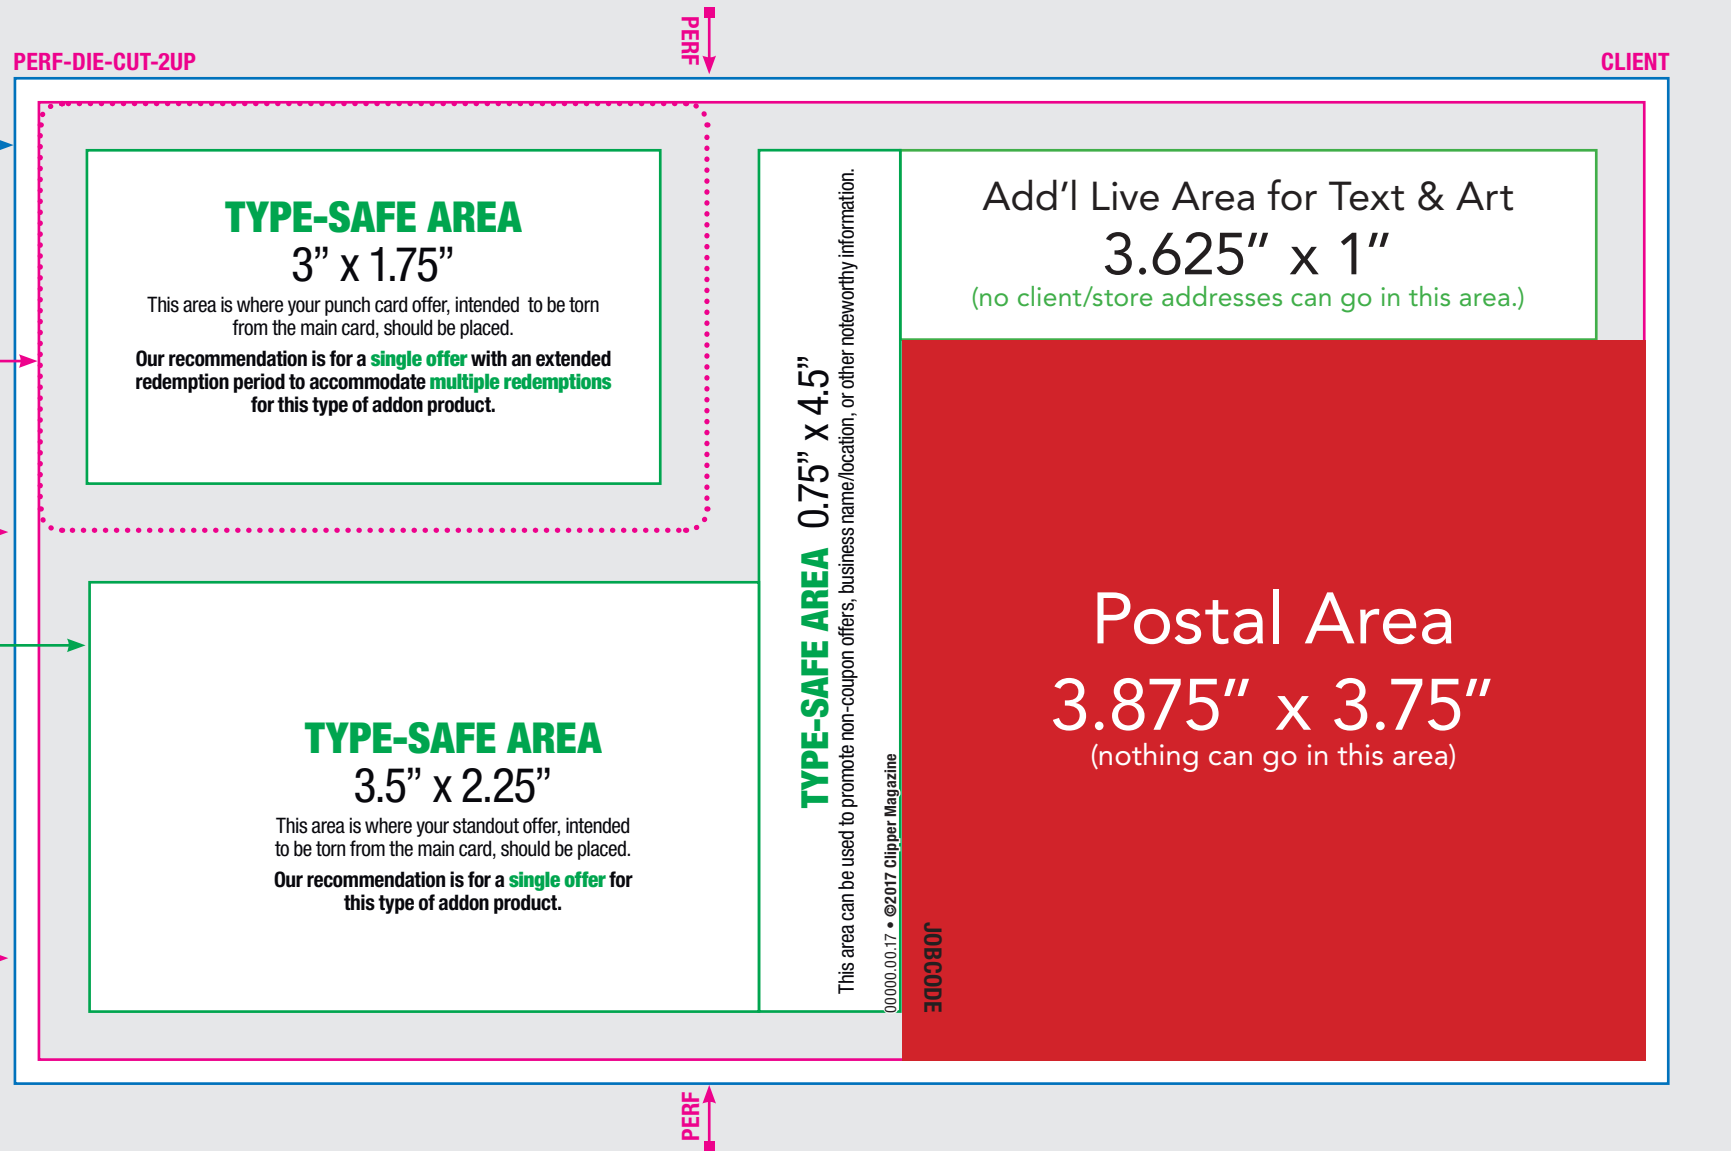 PERF
PERF-DIE-CUT-2UP
CLIENT
TYPE-SAFE AREA
3” x 1.75”
This area is where your punch card offer, intended to be torn
from the main card, should be placed.
Our recommendation is for a single offer with an extended
redemption period to accommodate multiple redemptions
for this type of addon product.
TYPE-SAFE AREA
3.5” x 2.25”
This area is where your standout offer, intended
to be torn from the main card, should be placed.
Our recommendation is for a single offer for
this type of addon product.
TYPE-SAFE AREA 0.75” x 4.5”
This area can be used to promote non-coupon offers, business name/location, or other noteworthy information.
00000.00.17 • ©2017 Clipper Magazine
Add’l Live Area for Text & Art
3.625” x 1”
(no client/store addresses can go in this area.)
Postal Area
3.875” x 3.75”
(nothing can go in this area)
JOBCODE
PERF